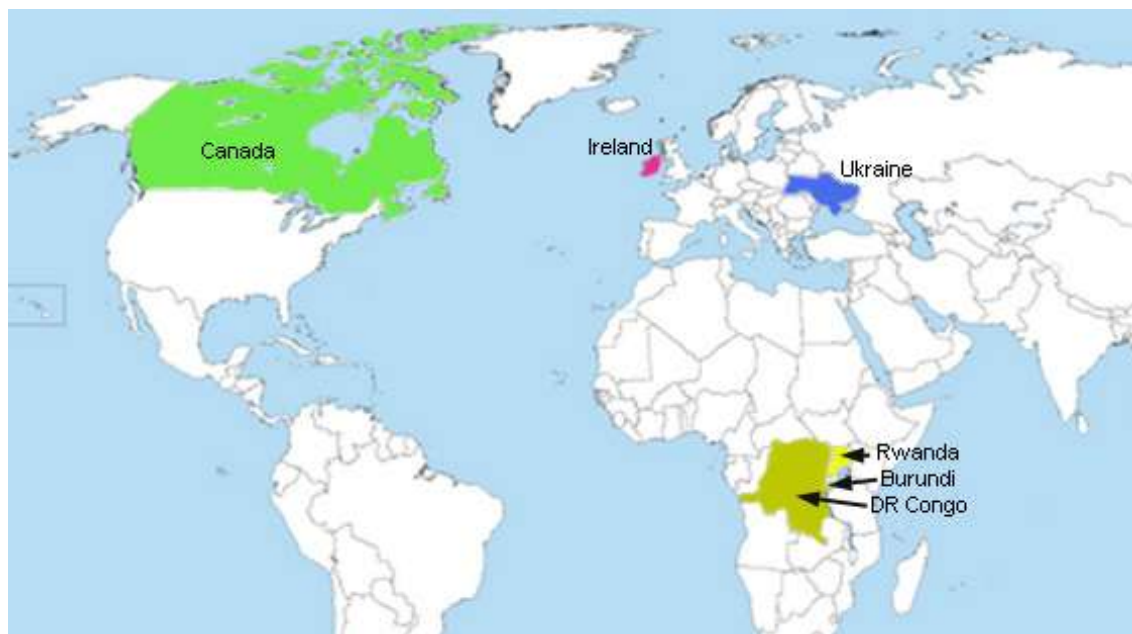 Canada
Ireland
Ukraine
Rwanda
Burundi
DR Congo